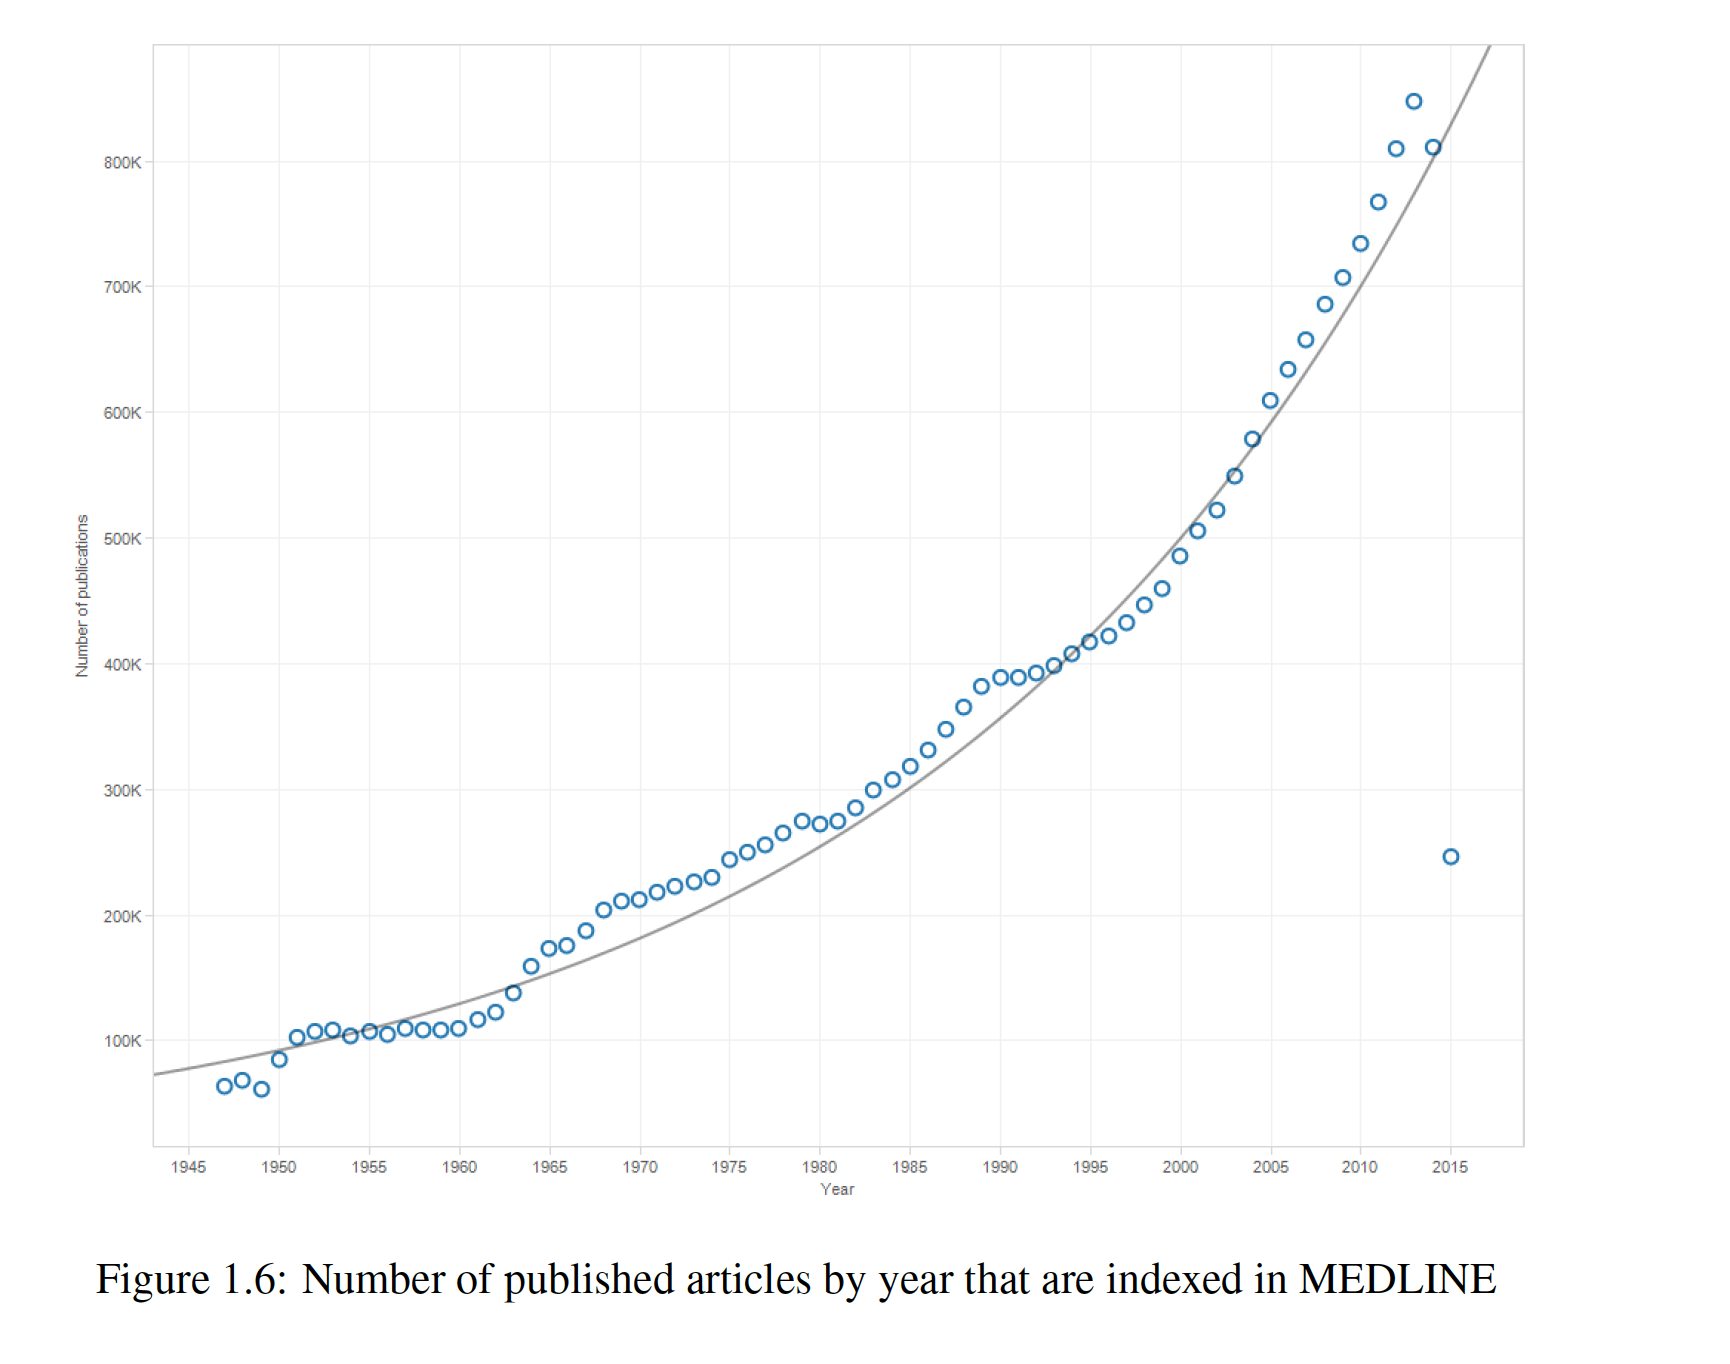 800K
700K
600K
500K
400K
300K
200K
100K
Number of publications
1945 1950 1955 1960 1965 1970 1975 1980 1985 1990 1995 2000 2005 2010 2015
Year
Figure 1.6: Number of published articles by year that are indexed in MEDLINE